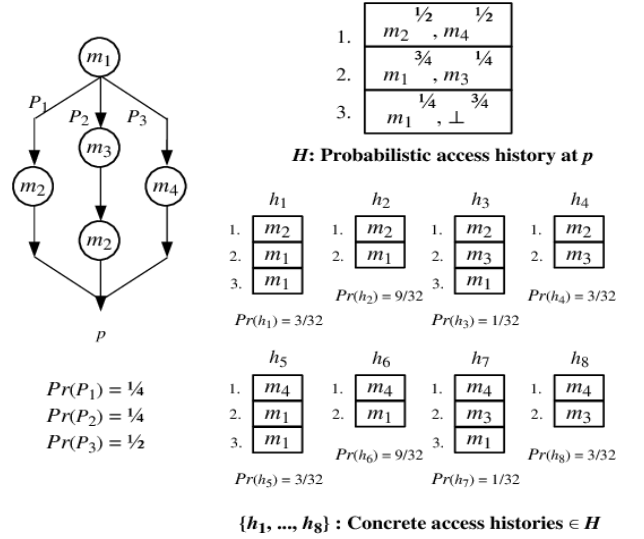 m₁
P₁
P₂
P₃
m₃
m₂
m₄
m₂
p
Pr(P₁) = ¼
Pr(P₂) = ¼
Pr(P₃) = ½
1. m₂^½ , m₄^½
2. m₁^¾ , m₃^¼
3. m₁^¼ , ⊥^¾
H: Probabilistic access history at p
h₁
1. m₂
2. m₁
3. m₁
Pr(h₁) = 3/32
h₂
1. m₂
2. m₁
Pr(h₂) = 9/32
h₃
1. m₂
2. m₃
3. m₁
Pr(h₃) = 1/32
h₄
1. m₂
2. m₃
Pr(h₄) = 3/32
h₅
1. m₄
2. m₁
3. m₁
Pr(h₅) = 3/32
h₆
1. m₄
2. m₁
Pr(h₆) = 9/32
h₇
1. m₄
2. m₃
3. m₁
Pr(h₇) = 1/32
h₈
1. m₄
2. m₃
Pr(h₈) = 3/32
{h₁, ..., h₈} : Concrete access histories ∈ H